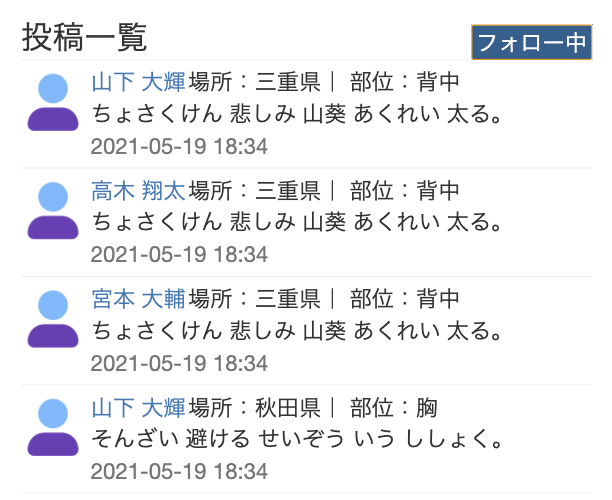 投稿一覧
フォロー中
山下 大輝場所：三重県｜ 部位：背中
ちょさくけん 悲しみ 山葵 あくれい 太る。
2021-05-19 18:34
高木 翔太場所：三重県｜ 部位：背中
ちょさくけん 悲しみ 山葵 あくれい 太る。
2021-05-19 18:34
宮本 大輔場所：三重県｜ 部位：背中
ちょさくけん 悲しみ 山葵 あくれい 太る。
2021-05-19 18:34
山下 大輝場所：秋田県｜ 部位：胸
そんざい 避ける せいぞう いう ししょく。
2021-05-19 18:34